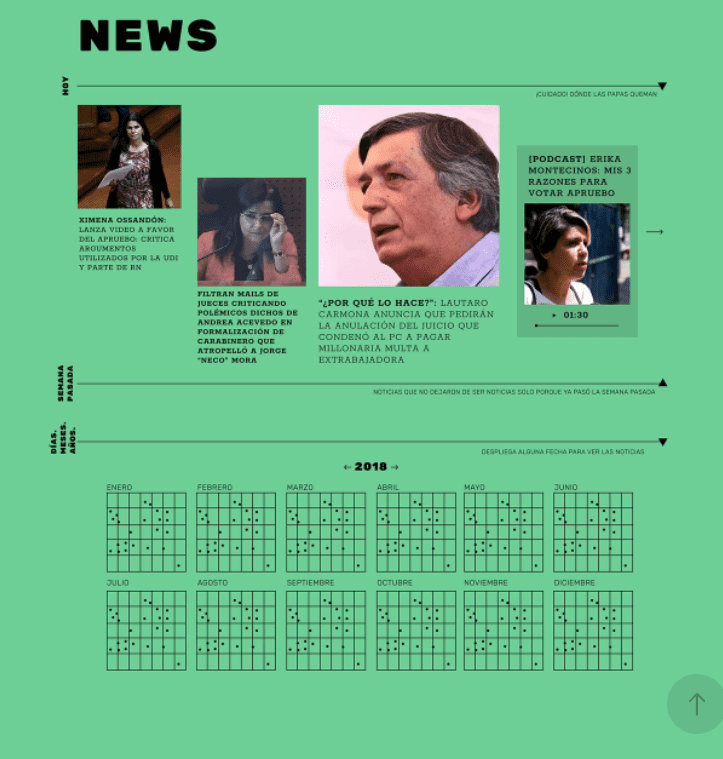 NEWS
HOY
¡CUIDADO! DÓNDE LAS PAPAS QUEMAN
XIMENA OSSANDÓN:
LANZA VIDEO A FAVOR
DEL APRUEBO: CRITICA
ARGUMENTOS
UTILIZADOS POR LA UDI
Y PARTE DE RN
FILTRAN MAILS DE
JUECES CRITICANDO
POLÉMICOS DICHOS DE
ANDREA ACEVEDO EN
FORMALIZACIÓN DE
CARABINERO QUE
ATROPELLÓ A JORGE
"NECO" MORA
"¿POR QUÉ LO HACE?": LAUTARO
CARMONA ANUNCIA QUE PEDIRÁN
LA ANULACIÓN DEL JUICIO QUE
CONDENÓ AL PC A PAGAR
MILLONARIA MULTA A
EXTRABAJADORA
[PODCAST] ERIKA
MONTECINOS: MIS 3
RAZONES PARA
VOTAR APRUEBO
01:30
SEMANA
PASADA
NOTICIAS QUE NO DEJARON DE SER NOTICIAS SOLO PORQUE YA PASÓ LA SEMANA PASADA
DÍAS.
MESES.
AÑOS.
DESPLIEGA ALGUNA FECHA PARA VER LAS NOTICIAS
← 2018 →
ENERO FEBRERO MARZO ABRIL MAYO JUNIO
JULIO AGOSTO SEPTIEMBRE OCTUBRE NOVIEMBRE DICIEMBRE